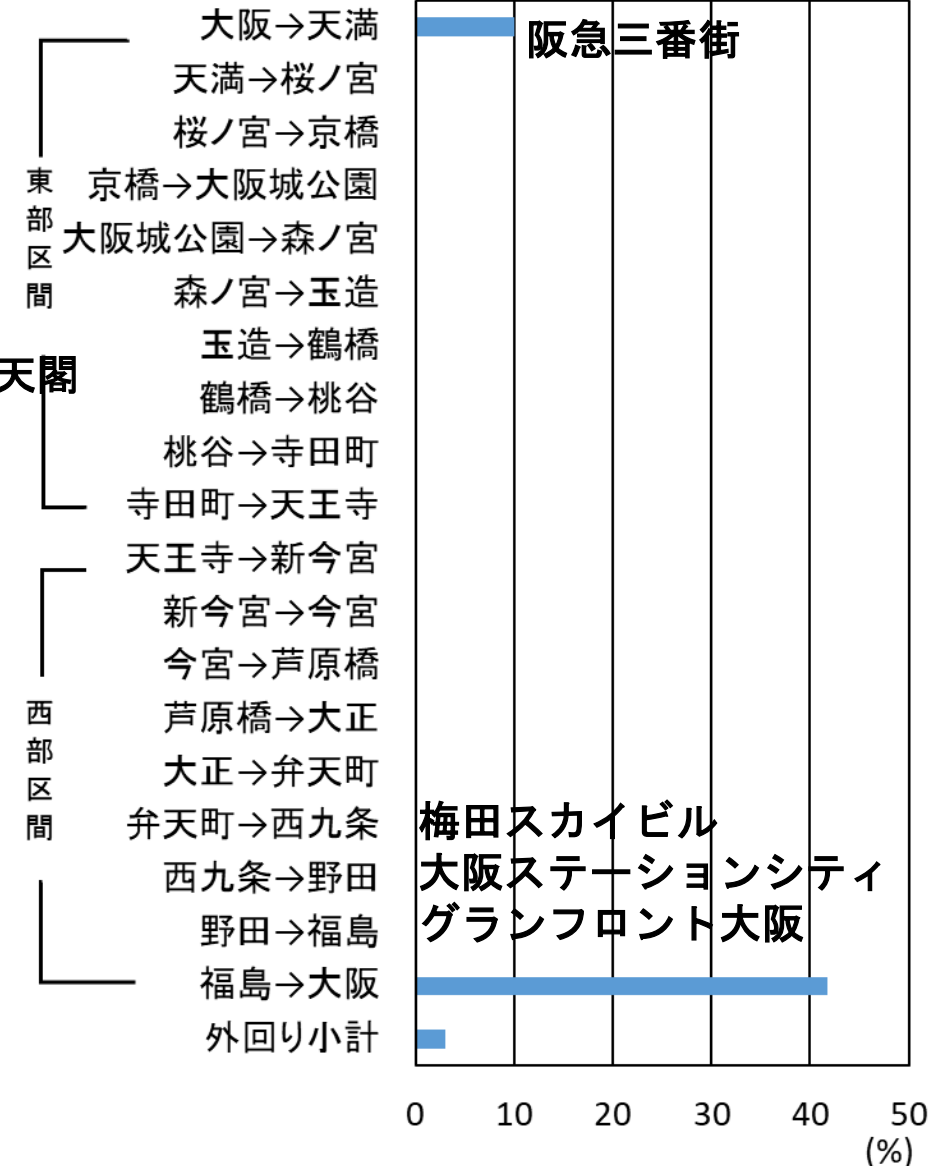 大阪→天満
阪急三番街
天満→桜ノ宮
桜ノ宮→京橋
京橋→大阪城公園
大阪城公園→森ノ宮
森ノ宮→玉造
玉造→鶴橋
鶴橋→桃谷
桃谷→寺田町
寺田町→天王寺
東部区間
天閣
天王寺→新今宮
新今宮→今宮
今宮→芦原橋
芦原橋→大正
大正→弁天町
弁天町→西九条
西九条→野田
野田→福島
福島→大阪
西部区間
梅田スカイビル
大阪ステーションシティ
グランフロント大阪
外回り小計
0 10 20 30 40 50
(%)